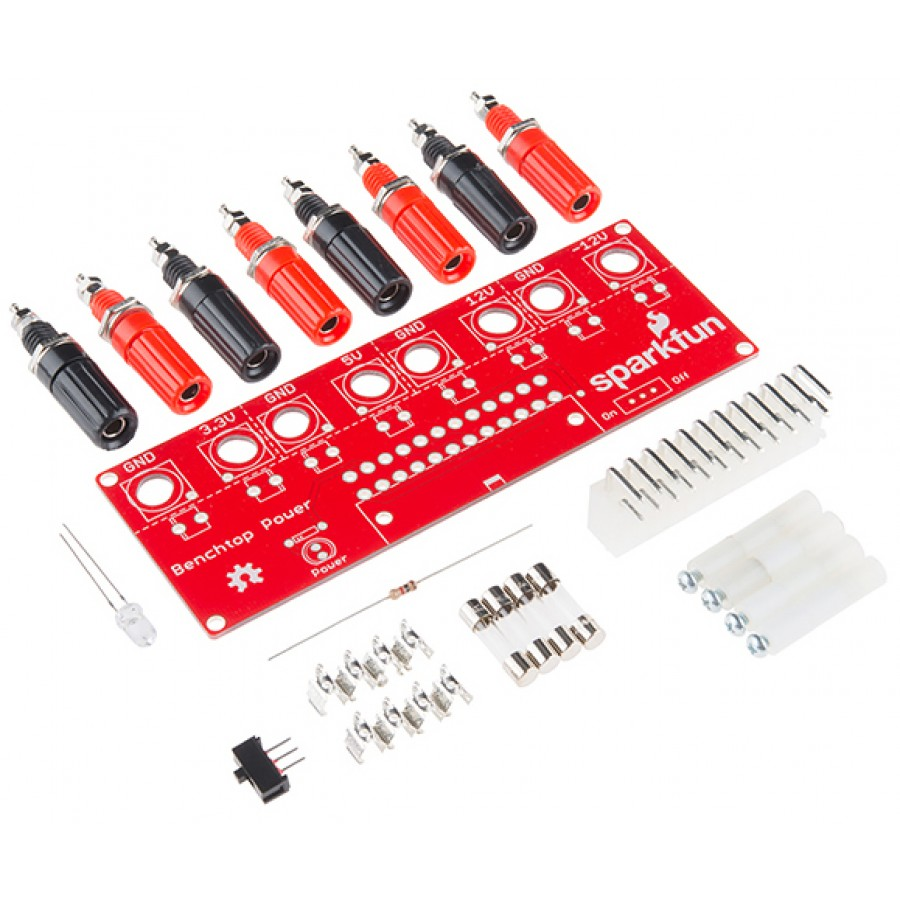 GND
3.3V
GND
5V
GND
12V
GND
-12V
sparkfun
On
Off
Benchtop Power
Power